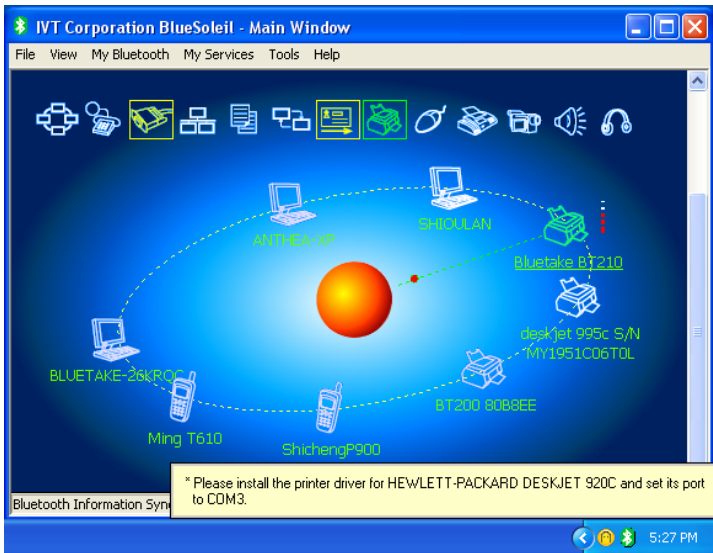 IVT Corporation BlueSoleil - Main Window
File View My Bluetooth My Services Tools Help
ANTHEA-XP
SHIOULAN
Bluetake BT210
deskjet 995c S/N
MY1951C06T0L
BLUETAKE-26KRQC
BT200 80B8EE
Ming T610
ShichengP900
* Please install the printer driver for HEWLETT-PACKARD DESKJET 920C and set its port
to COM3.
Bluetooth Information Syn
5:27 PM